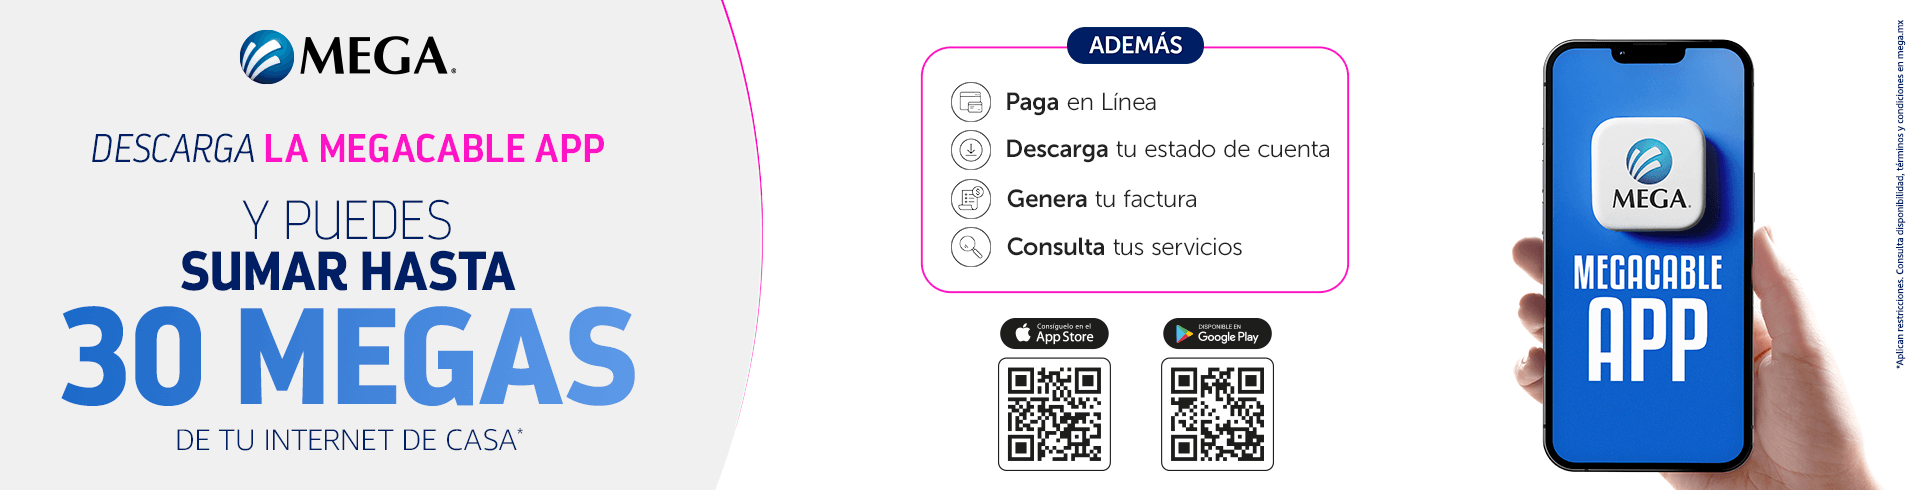 MEGA
DESCARGA LA MEGACABLE APP
Y PUEDES
SUMAR HASTA
30 MEGAS
DE TU INTERNET DE CASA*
ADEMÁS
Paga en Línea
Descarga tu estado de cuenta
Genera tu factura
Consulta tus servicios
Consíguelo en el
App Store
DISPONIBLE EN
Google Play
MEGA
MEGACABLE
APP
*Aplican restricciones. Consulta disponibilidad, términos y condiciones en mega.mx